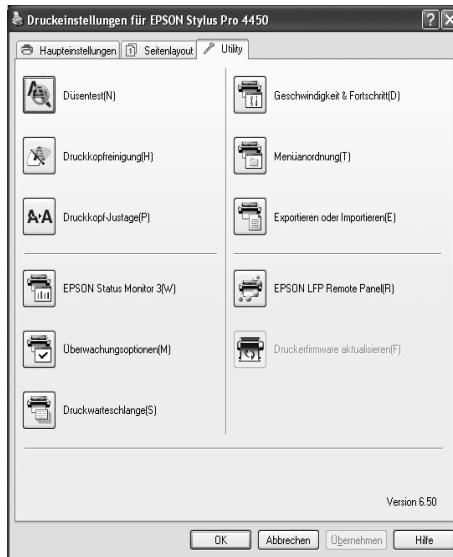 Druckeinstellungen für EPSON Stylus Pro 4450
Haupteinstellungen
Seitenlayout
Utility
Düsentest(N)
Druckkopfreinigung(H)
Druckkopf-Justage(P)
EPSON Status Monitor 3(W)
Überwachungsoptionen(M)
Druckwarteschlange(S)
Geschwindigkeit & Fortschritt(D)
Menüanordnung(T)
Exportieren oder Importieren(E)
EPSON LFP Remote Panel(R)
Druckerfirmware aktualisieren(F)
Version 6.50
OK
Abbrechen
Übernehmen
Hilfe